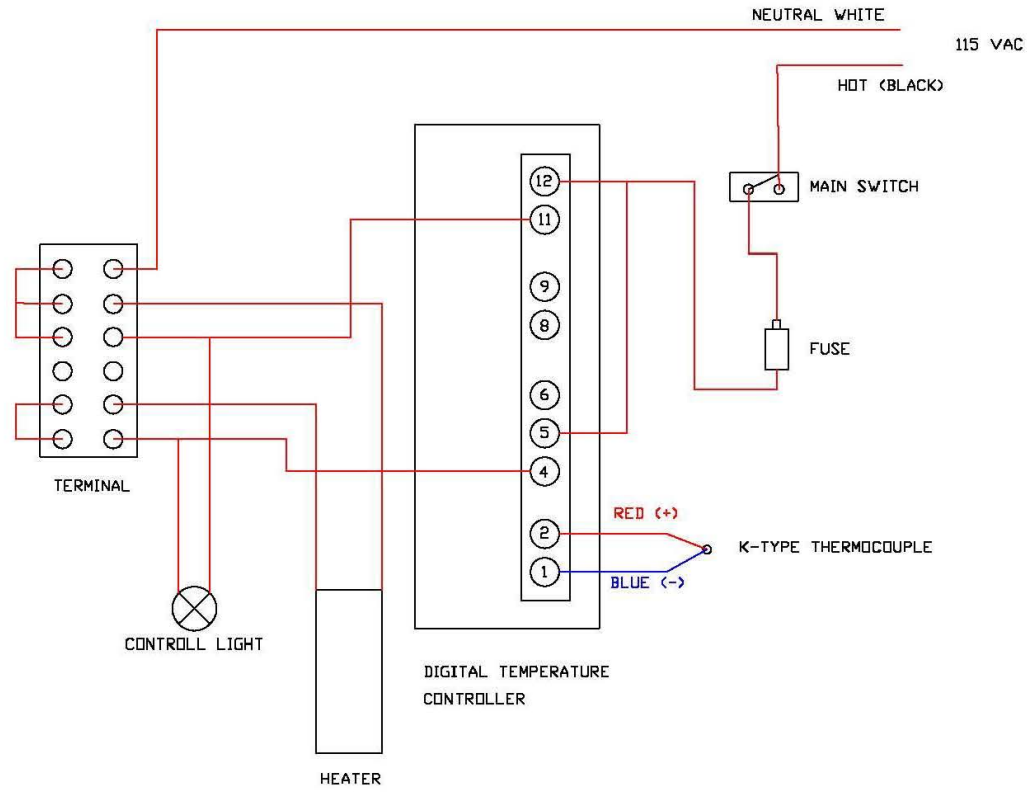 NEUTRAL WHITE
115 VAC
HOT (BLACK)
MAIN SWITCH
12
11
9
8
FUSE
6
5
4
TERMINAL
RED (+)
2
K-TYPE THERMOCOUPLE
1
BLUE (-)
CONTROLL LIGHT
DIGITAL TEMPERATURE
CONTROLLER
HEATER